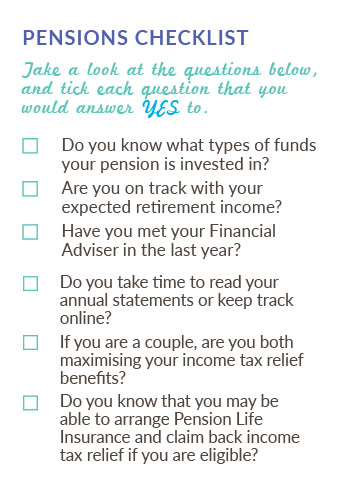 PENSIONS CHECKLIST
Take a look at the questions below,
and tick each question that you
would answer YES to.
Do you know what types of funds
your pension is invested in?
Are you on track with your
expected retirement income?
Have you met your Financial
Adviser in the last year?
Do you take time to read your
annual statements or keep track
online?
If you are a couple, are you both
maximising your income tax relief
benefits?
Do you know that you may be
able to arrange Pension Life
Insurance and claim back income
tax relief if you are eligible?